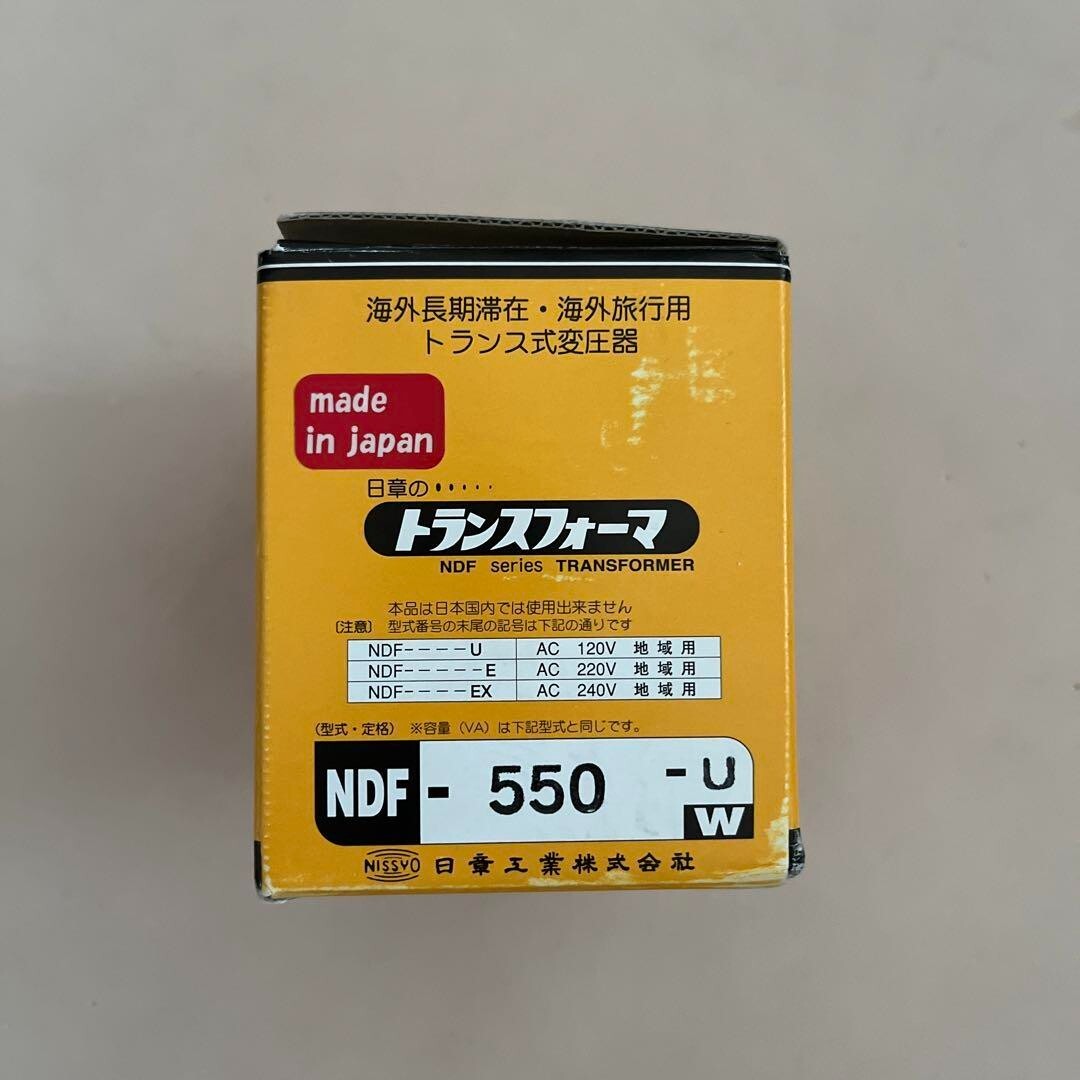 海外長期滞在・海外旅行用
トランス式変圧器
made
in japan
日章の・・・・・
トランスフォーマ
NDF series TRANSFORMER
本品は日本国内では使用出来ません
〔注意〕 型式番号の末尾の記号は下記の通りです
NDF----U AC 120V 地域用
NDF-----E AC 220V 地域用
NDF----EX AC 240V 地域用
(型式・定格) ※容量(VA)は下記型式と同じです。
NDF - 550 -U
W
NISSYO 日章工業株式会社